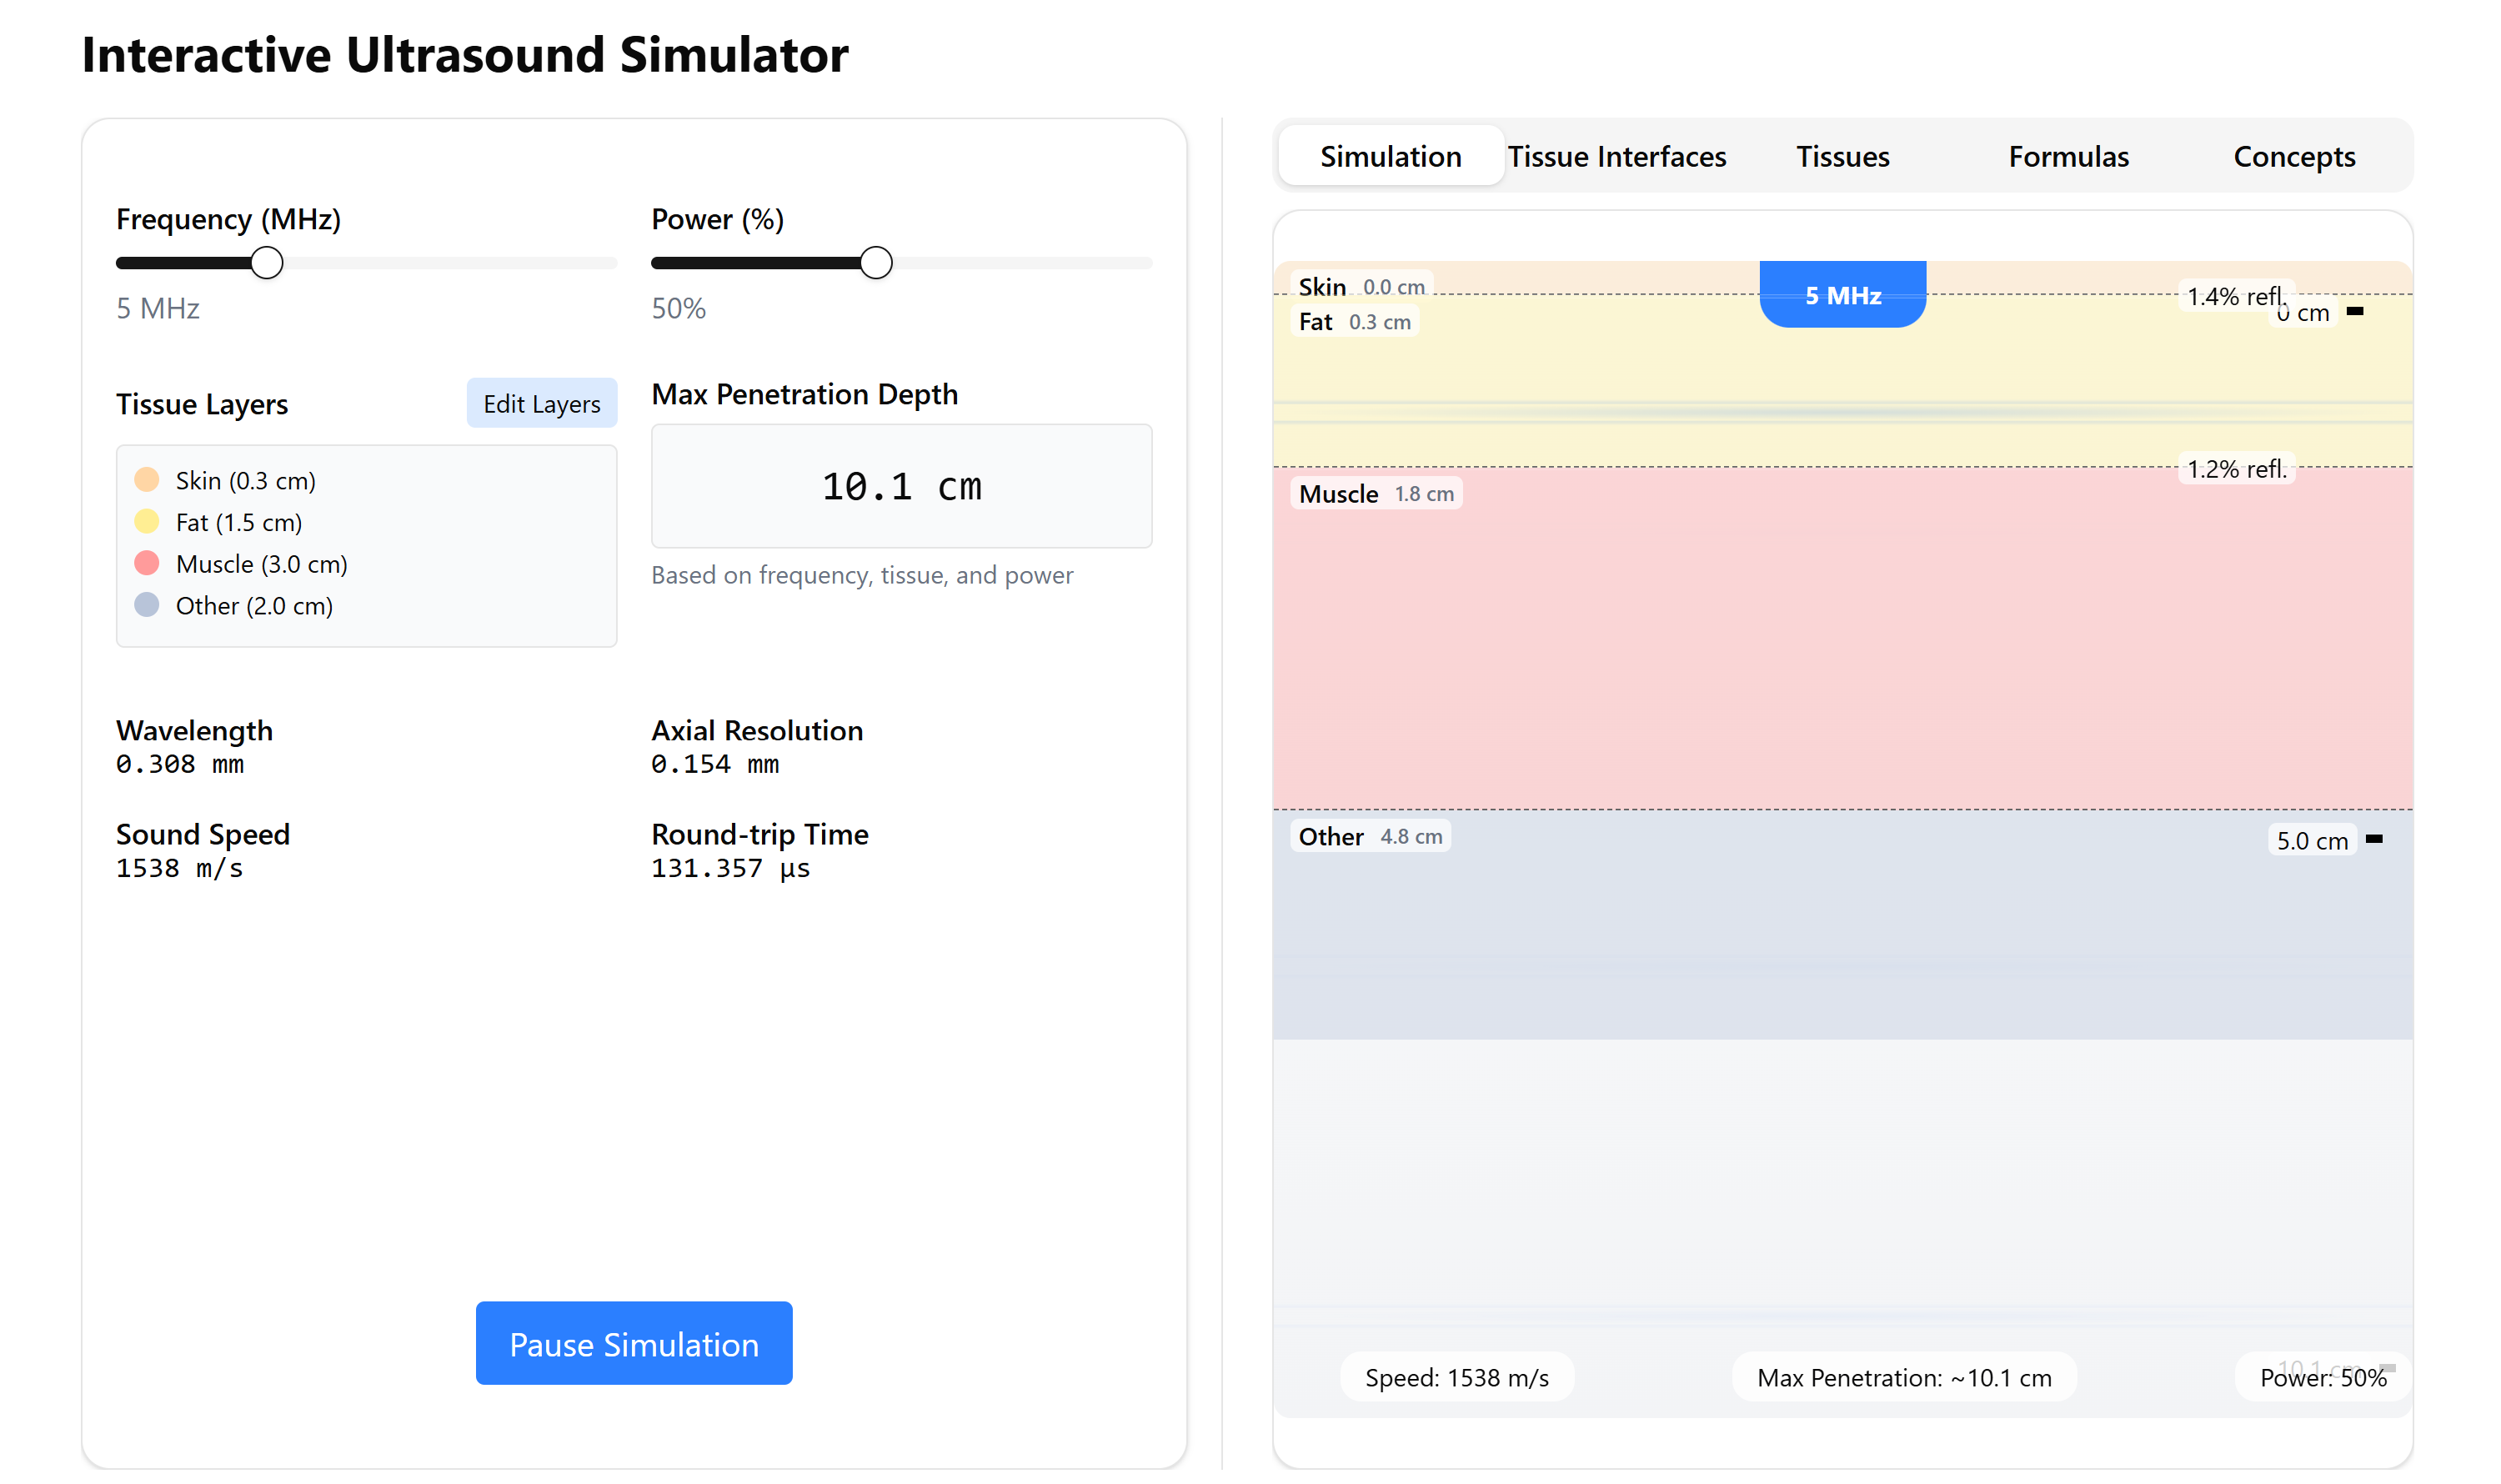 Interactive Ultrasound Simulator
Frequency (MHz)
5 MHz
Power (%)
50%
Tissue Layers
Edit Layers
Skin (0.3 cm)
Fat (1.5 cm)
Muscle (3.0 cm)
Other (2.0 cm)
Max Penetration Depth
10.1 cm
Based on frequency, tissue, and power
Wavelength
0.308 mm
Axial Resolution
0.154 mm
Sound Speed
1538 m/s
Round-trip Time
131.357 µs
Pause Simulation
Simulation Tissue Interfaces Tissues Formulas Concepts
Skin 0.0 cm
5 MHz
1.4% refl.
0 cm
Fat 0.3 cm
1.2% refl.
Muscle 1.8 cm
Other 4.8 cm
5.0 cm
10.1 cm
Speed: 1538 m/s
Max Penetration: ~10.1 cm
Power: 50%